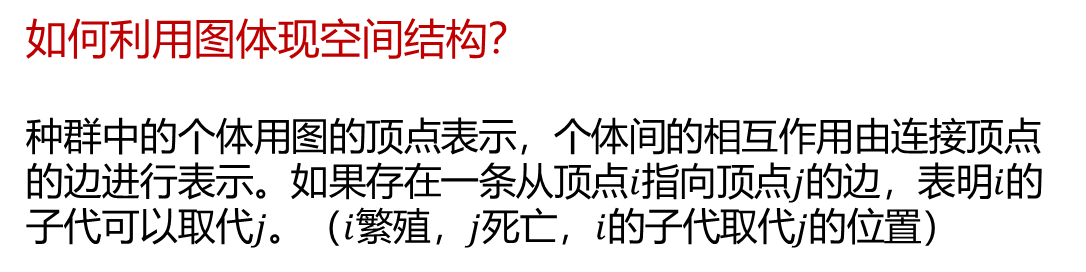 如何利用图体现空间结构？
种群中的个体用图的顶点表示，个体间的相互作用由连接顶点
的边进行表示。如果存在一条从顶点𝑖指向顶点𝑗的边，表明𝑖的
子代可以取代𝑗。（𝑖繁殖，𝑗死亡，𝑖的子代取代𝑗的位置）